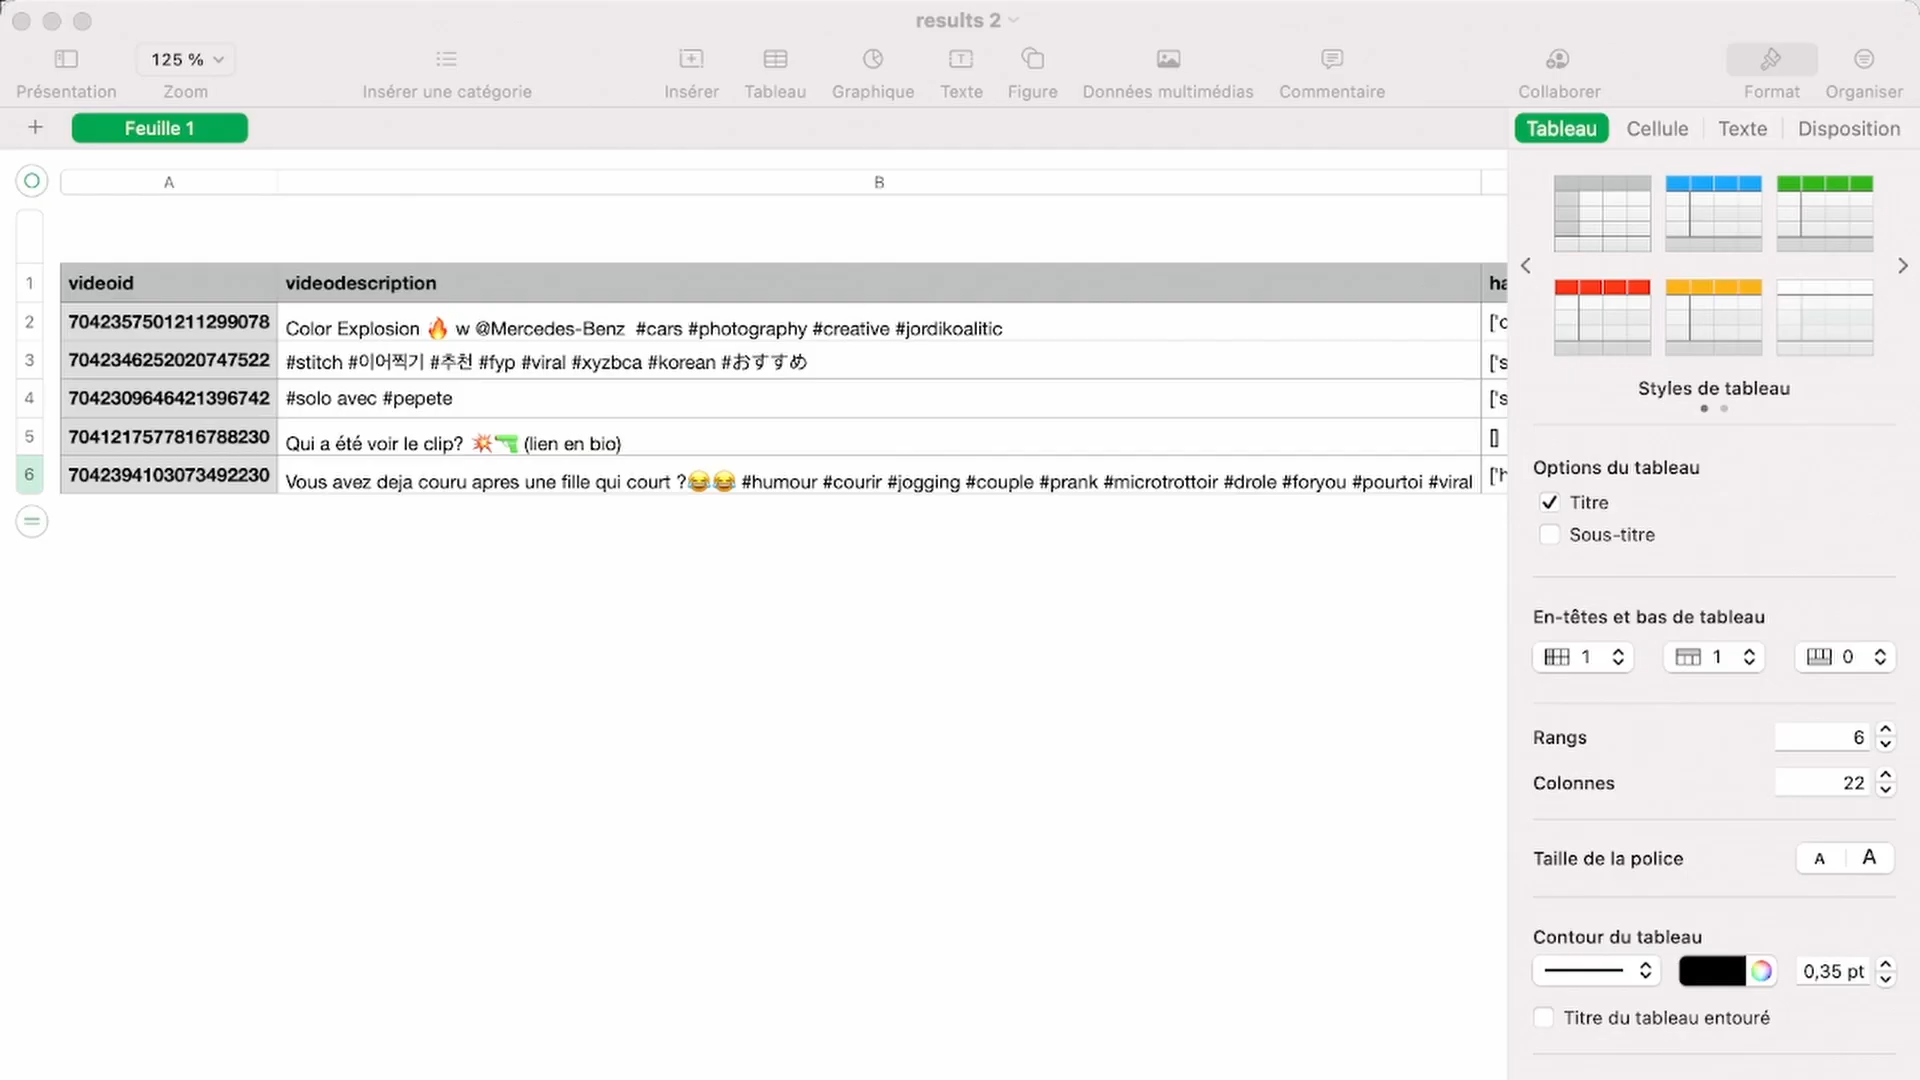 results 2
125 %
Présentation
Zoom
Insérer une catégorie
Insérer
Tableau
Graphique
Texte
Figure
Données multimédias
Commentaire
Collaborer
Format
Organiser
Feuille 1
Tableau
Cellule
Texte
Disposition
A
B
1
videoid
videodescription
ha
2
7042357501211299078
Color Explosion 🔥 w @Mercedes-Benz #cars #photography #creative #jordikoalitic
['c
3
7042346252020747522
#stitch #이어찍기 #추천 #fyp #viral #xyzbca #korean #おすすめ
['s
4
7042309646421396742
#solo avec #pepete
['s
5
7041217577816788230
Qui a été voir le clip? 💥🔫 (lien en bio)
[]
6
7042394103073492230
Vous avez deja couru apres une fille qui court ?😂😂 #humour #courir #jogging #couple #prank #microtrottoir #drole #foryou #pourtoi #viral
['h
Styles de tableau
Options du tableau
Titre
Sous-titre
En-têtes et bas de tableau
1
1
0
Rangs
6
Colonnes
22
Taille de la police
A
A
Contour du tableau
0,35 pt
Titre du tableau entouré